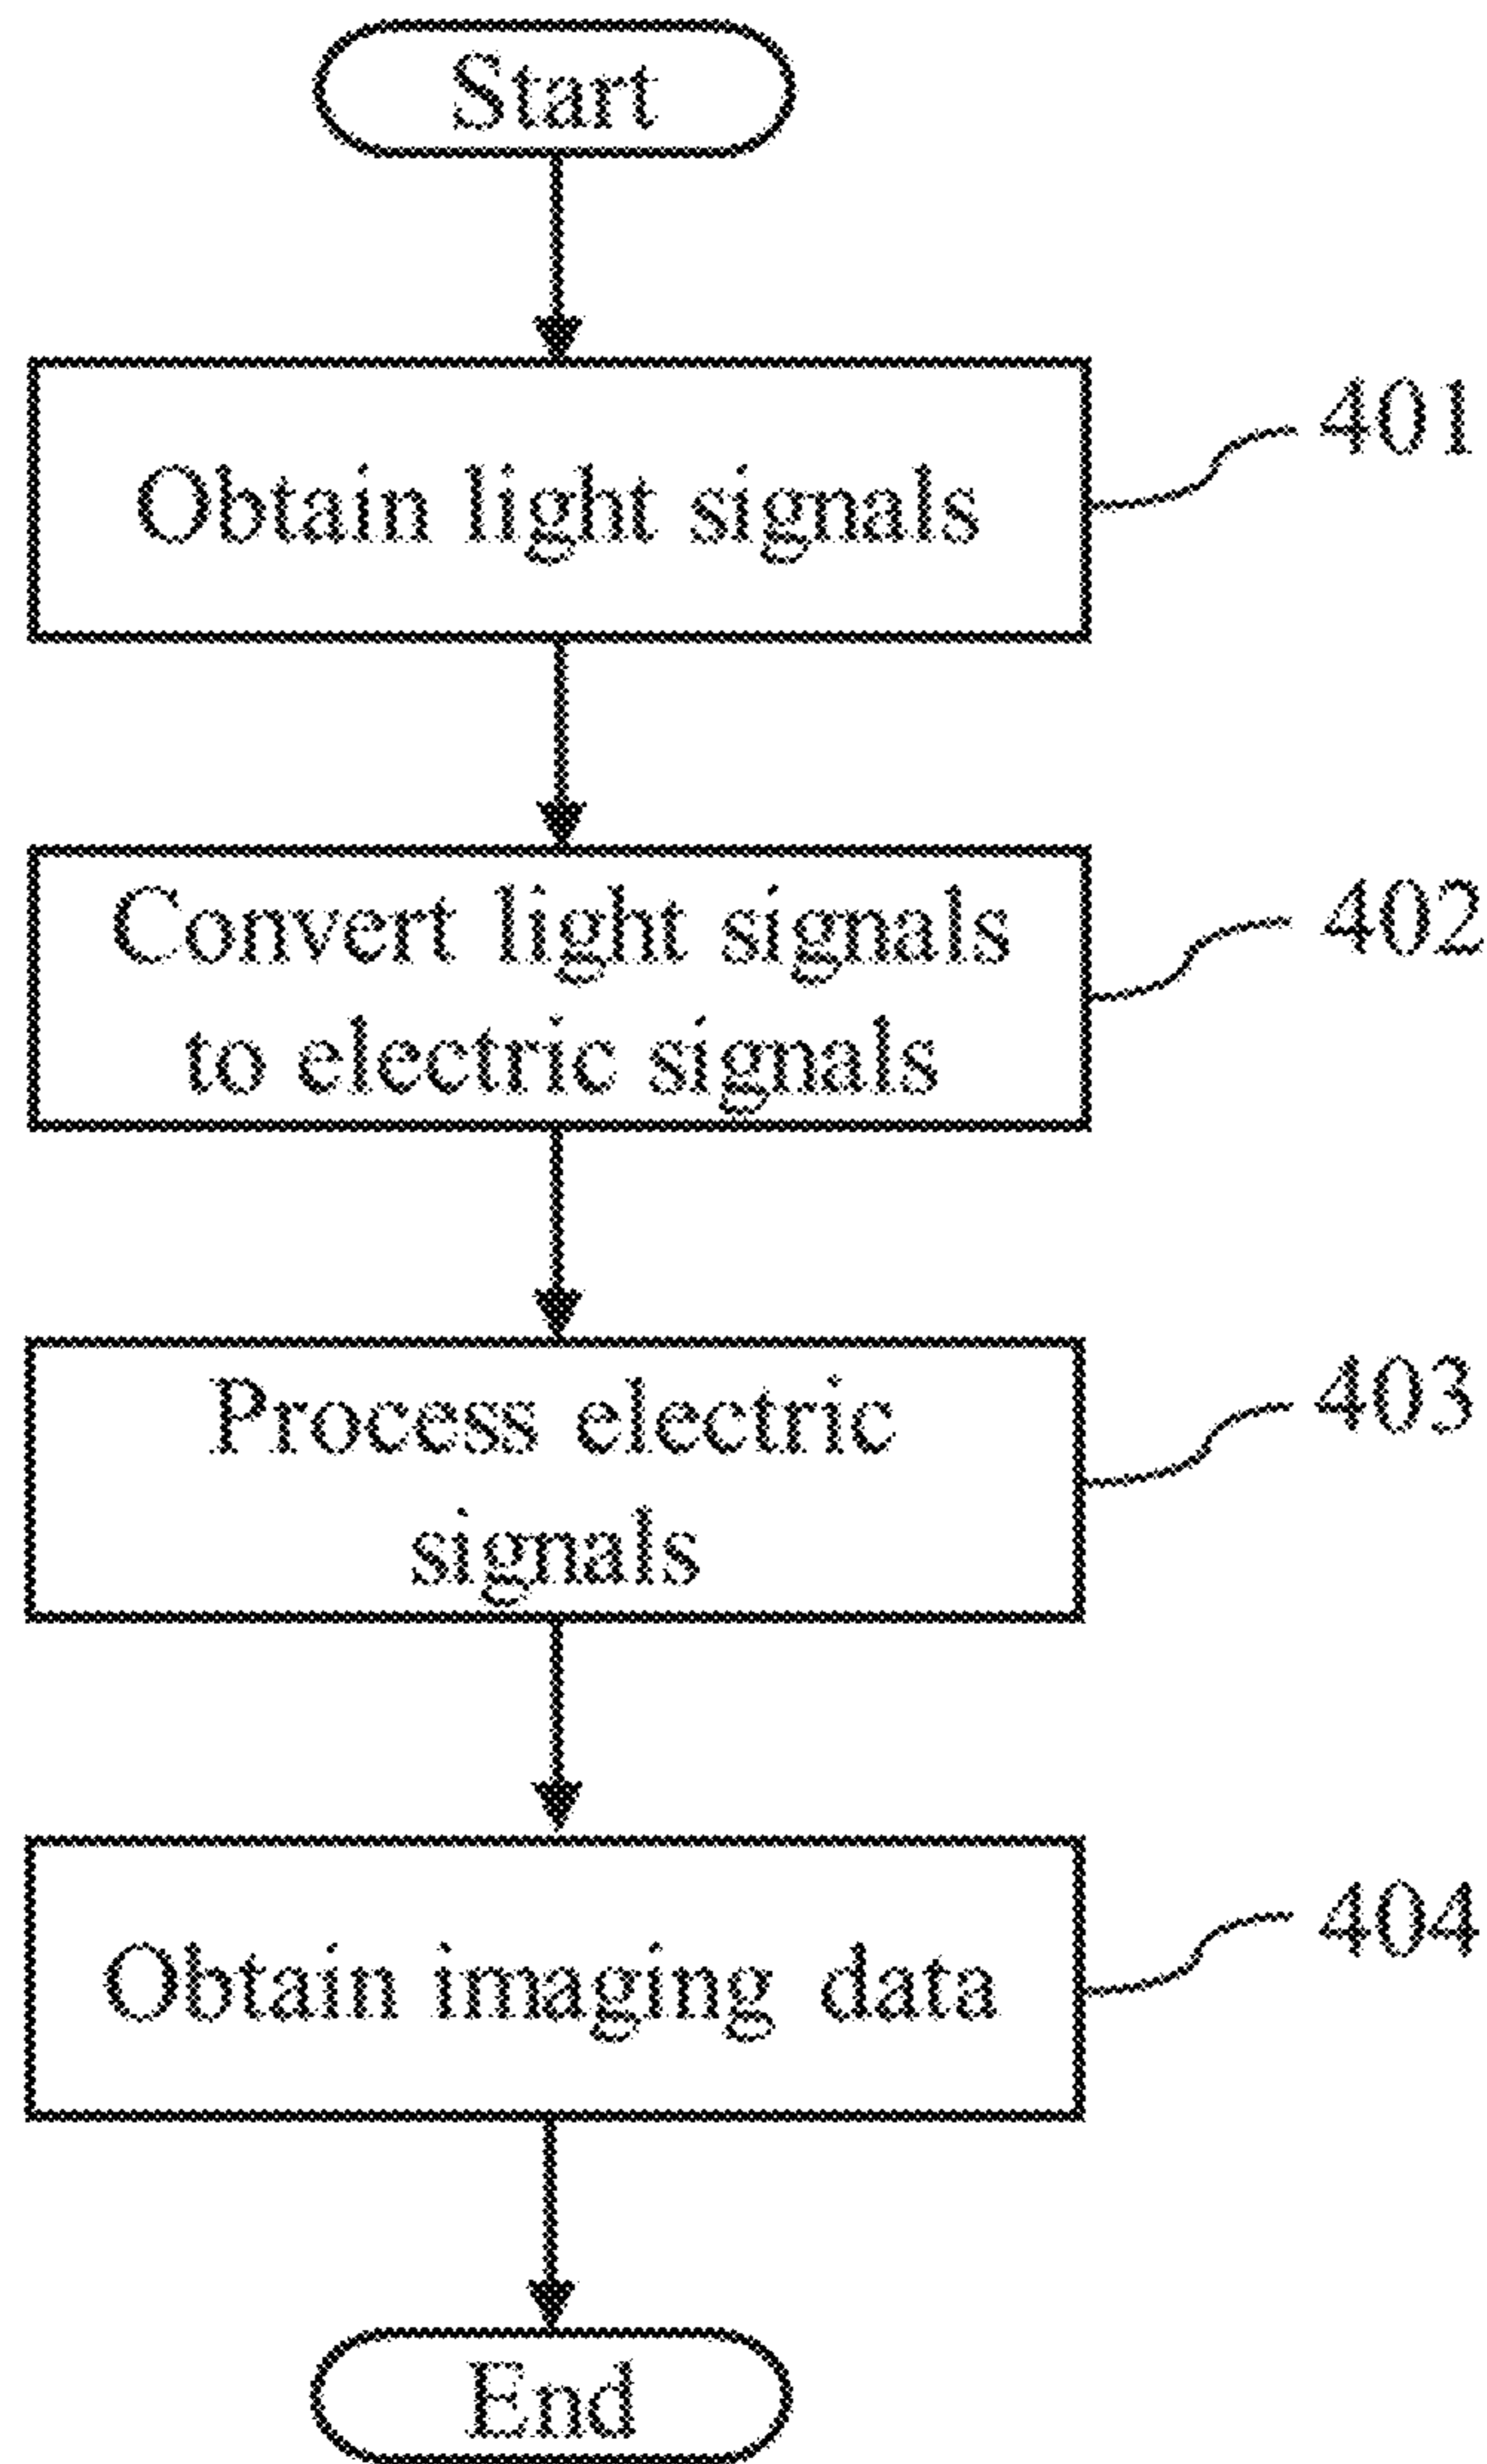 Start
Obtain light signals
401
Convert light signals
to electric signals
402
Process electric
signals
403
Obtain imaging data
404
End